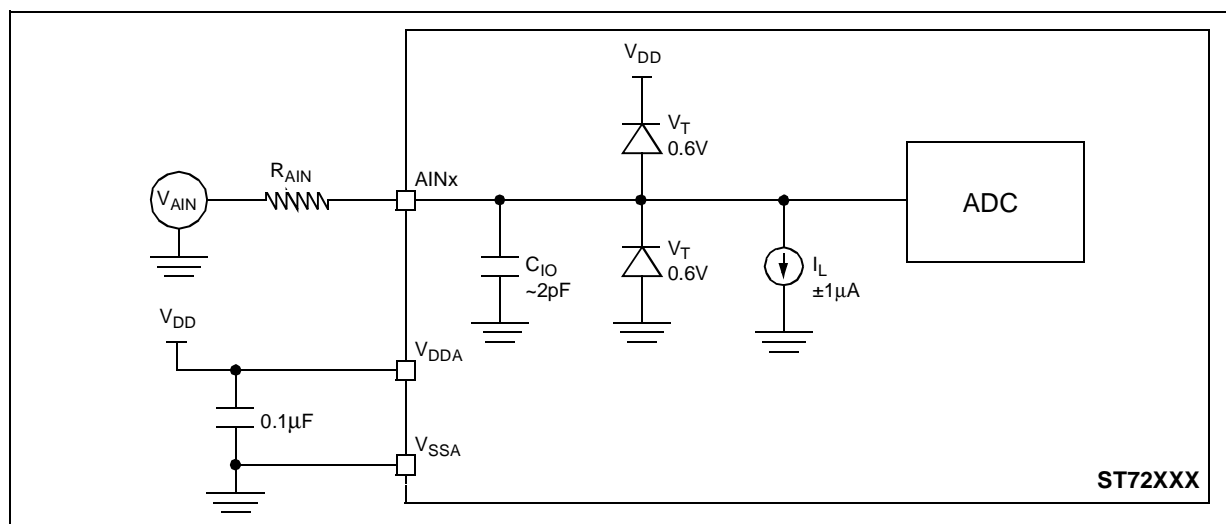 V_DD
V_T
0.6V
R_AIN
AINx
V_AIN
ADC
C_IO
~2pF
V_T
0.6V
I_L
±1µA
V_DD
V_DDA
0.1µF
V_SSA
ST72XXX